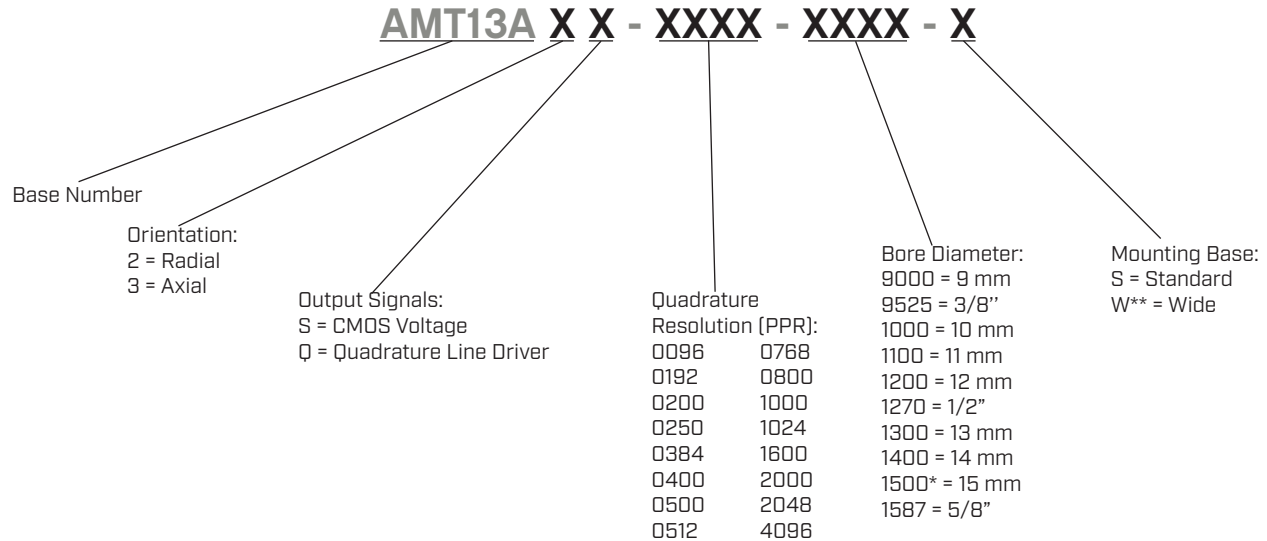 AMT13A X X - XXXX - XXXX - X
Base Number
Orientation:
2 = Radial
3 = Axial
Output Signals:
S = CMOS Voltage
Q = Quadrature Line Driver
Quadrature
Resolution (PPR):
0096 0768
0192 0800
0200 1000
0250 1024
0384 1600
0400 2000
0500 2048
0512 4096
Bore Diameter:
9000 = 9 mm
9525 = 3/8’’
1000 = 10 mm
1100 = 11 mm
1200 = 12 mm
1270 = 1/2”
1300 = 13 mm
1400 = 14 mm
1500* = 15 mm
1587 = 5/8”
Mounting Base:
S = Standard
W** = Wide